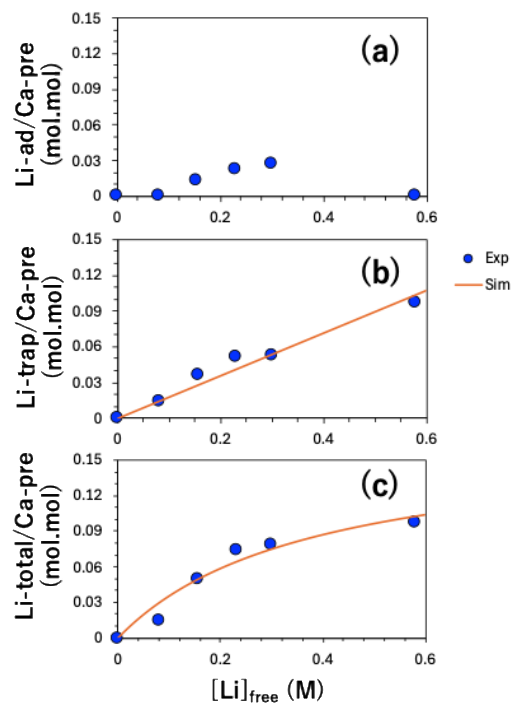 0.15
(a)
0.12
0.09
0.06
0.03
0
Li-ad/Ca-pre
(mol.mol)
0 0.2 0.4 0.6
0.15
(b)
0.12
0.09
0.06
0.03
0
Li-trap/Ca-pre
(mol.mol)
0 0.2 0.4 0.6
Exp
Sim
0.15
(c)
0.12
0.09
0.06
0.03
0
Li-total/Ca-pre
(mol.mol)
0 0.2 0.4 0.6
[Li]free (M)